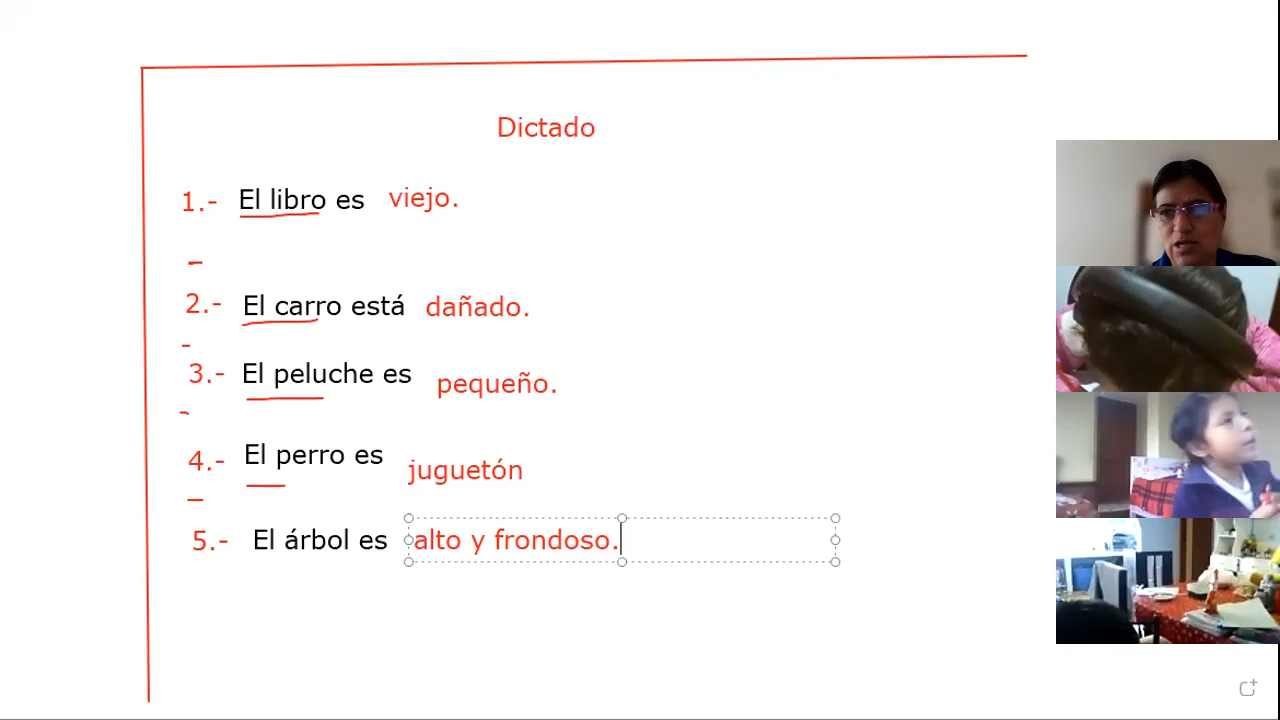 Dictado
1.- El libro es viejo.
2.- El carro está dañado.
3.- El peluche es pequeño.
4.- El perro es juguetón
5.- El árbol es alto y frondoso.